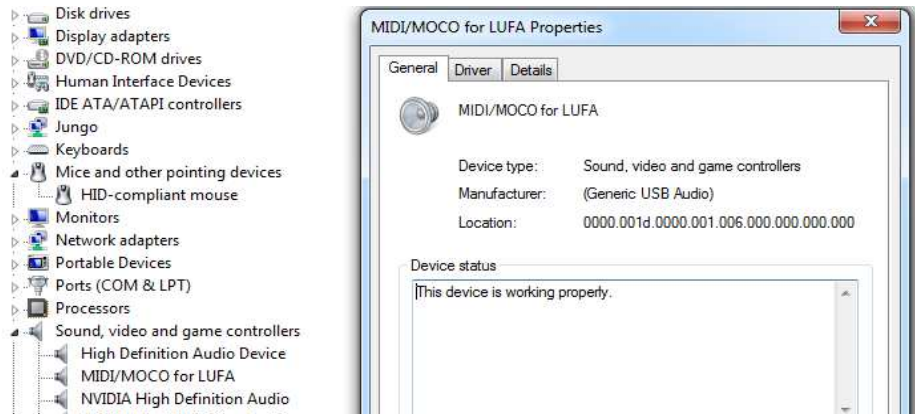 Disk drives
Display adapters
DVD/CD-ROM drives
Human Interface Devices
IDE ATA/ATAPI controllers
Jungo
Keyboards
Mice and other pointing devices
HID-compliant mouse
Monitors
Network adapters
Portable Devices
Ports (COM & LPT)
Processors
Sound, video and game controllers
High Definition Audio Device
MIDI/MOCO for LUFA
NVIDIA High Definition Audio
MIDI/MOCO for LUFA Properties
General Driver Details
MIDI/MOCO for LUFA
Device type: Sound, video and game controllers
Manufacturer: (Generic USB Audio)
Location: 0000.001d.0000.001.006.000.000.000.000
Device status
This device is working properly.